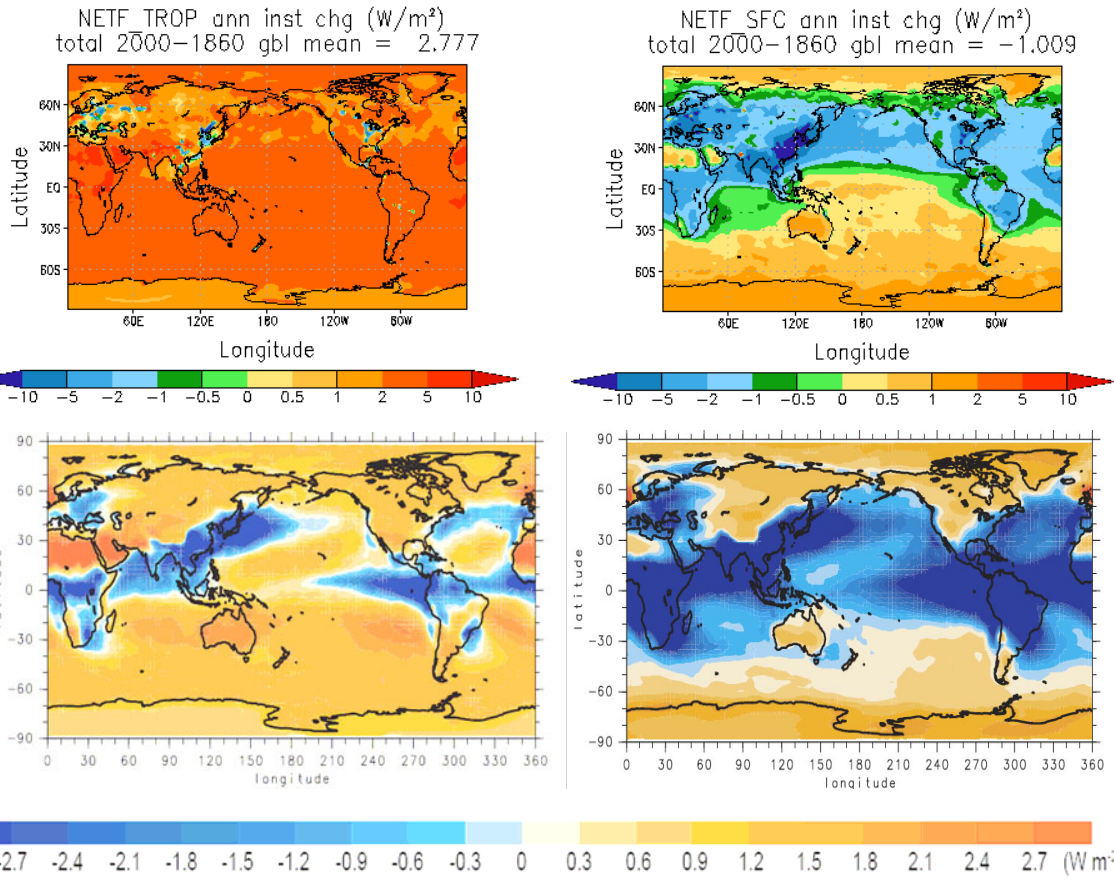 NETF_TROP ann inst chg (W/m²)
total 2000−1860 gbl mean = 2.777
Latitude
60N
30N
EQ
30S
60S
60E 120E 180 120W 60W
Longitude
−10 −5 −2 −1 −0.5 0 0.5 1 2 5 10
NETF_SFC ann inst chg (W/m²)
total 2000−1860 gbl mean = −1.009
Latitude
60N
30N
EQ
30S
60S
60E 120E 180 120W 60W
Longitude
−10 −5 −2 −1 −0.5 0 0.5 1 2 5 10
90
60
30
0
-30
-60
-90
0 30 60 90 120 150 180 210 240 270 300 330 360
longitude
latitude
90
60
30
0
-30
-60
-90
0 30 60 90 120 150 180 210 240 270 300 330 360
longitude
-2.7 -2.4 -2.1 -1.8 -1.5 -1.2 -0.9 -0.6 -0.3 0 0.3 0.6 0.9 1.2 1.5 1.8 2.1 2.4 2.7 (W m⁻